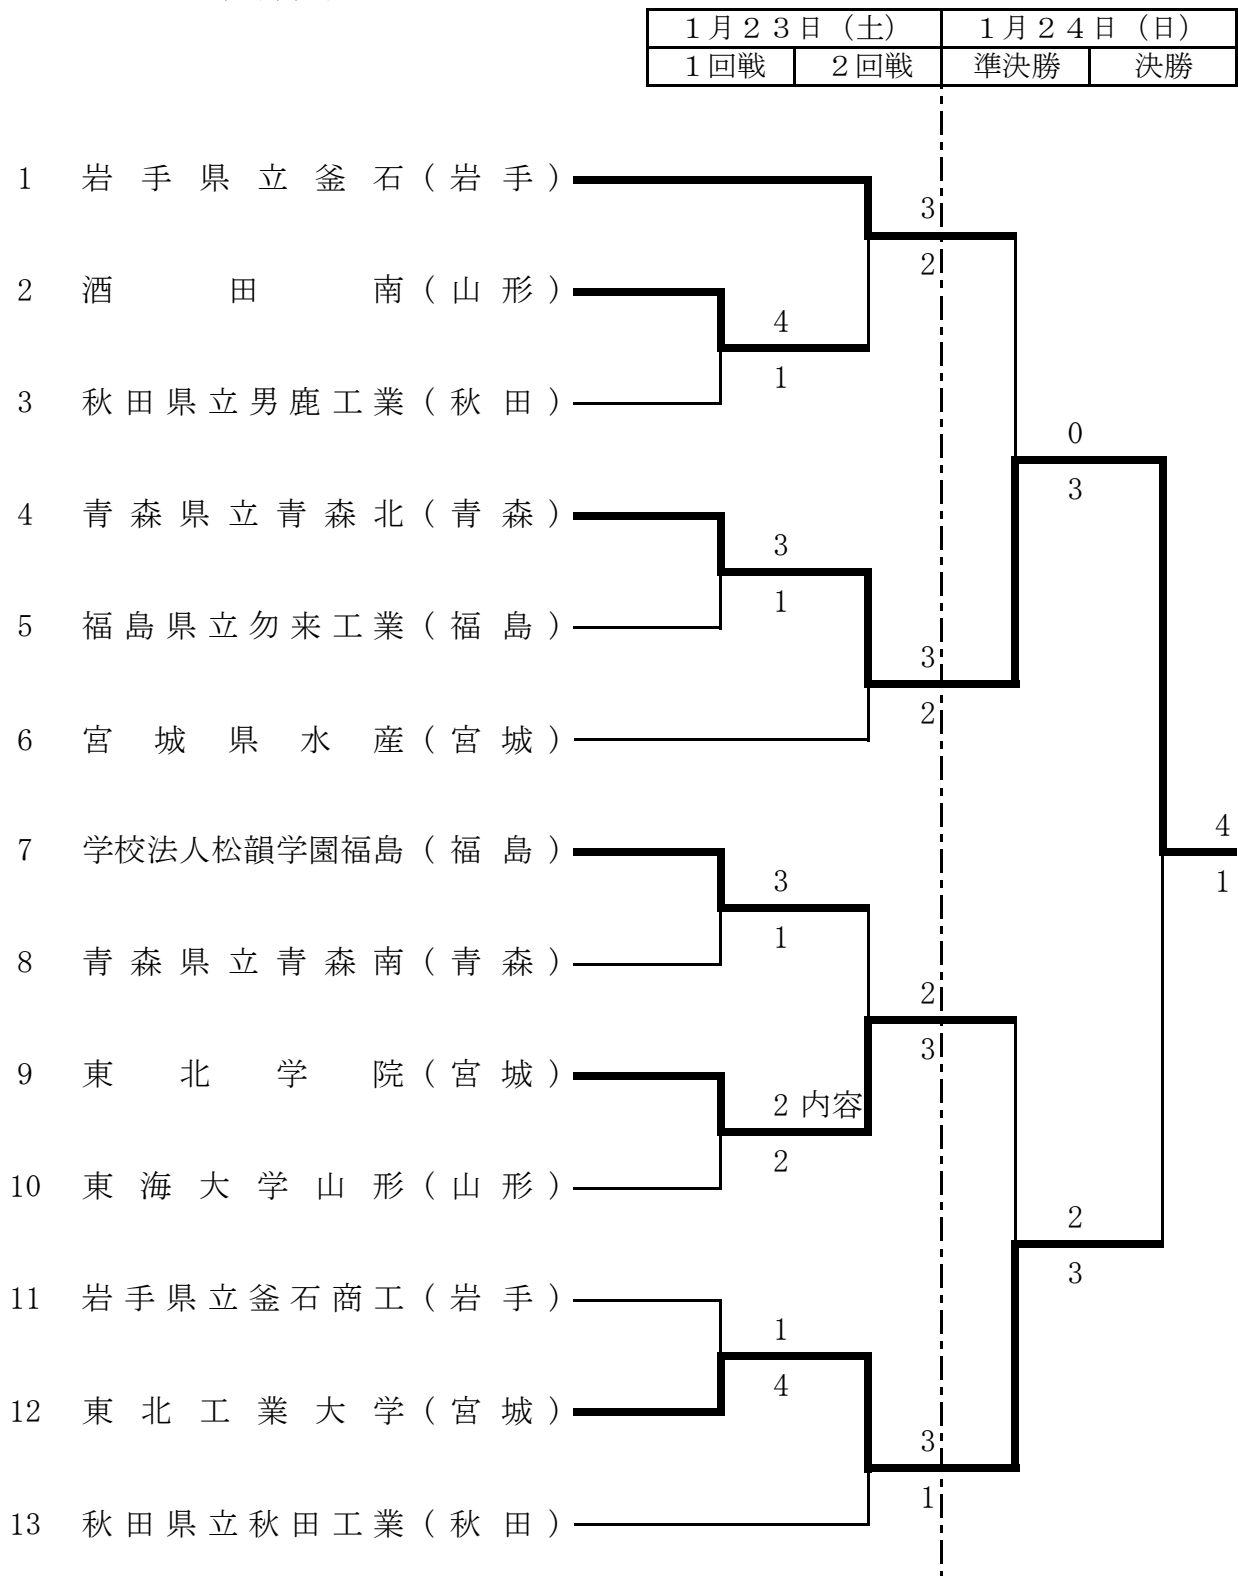 １月２３日（土） １月２４日（日）
１回戦 ２回戦 準決勝 決勝
1 岩手県立釜石(岩手)
3
2
2 酒田南(山形)
4
1
3 秋田県立男鹿工業(秋田)
0
3
4 青森県立青森北(青森)
3
1
5 福島県立勿来工業(福島)
3
2
6 宮城県水産(宮城)
4
1
7 学校法人松韻学園福島(福島)
3
1
8 青森県立青森南(青森)
2
3
9 東北学院(宮城)
2 内容
2
10 東海大学山形(山形)
2
3
11 岩手県立釜石商工(岩手)
1
4
12 東北工業大学(宮城)
3
1
13 秋田県立秋田工業(秋田)